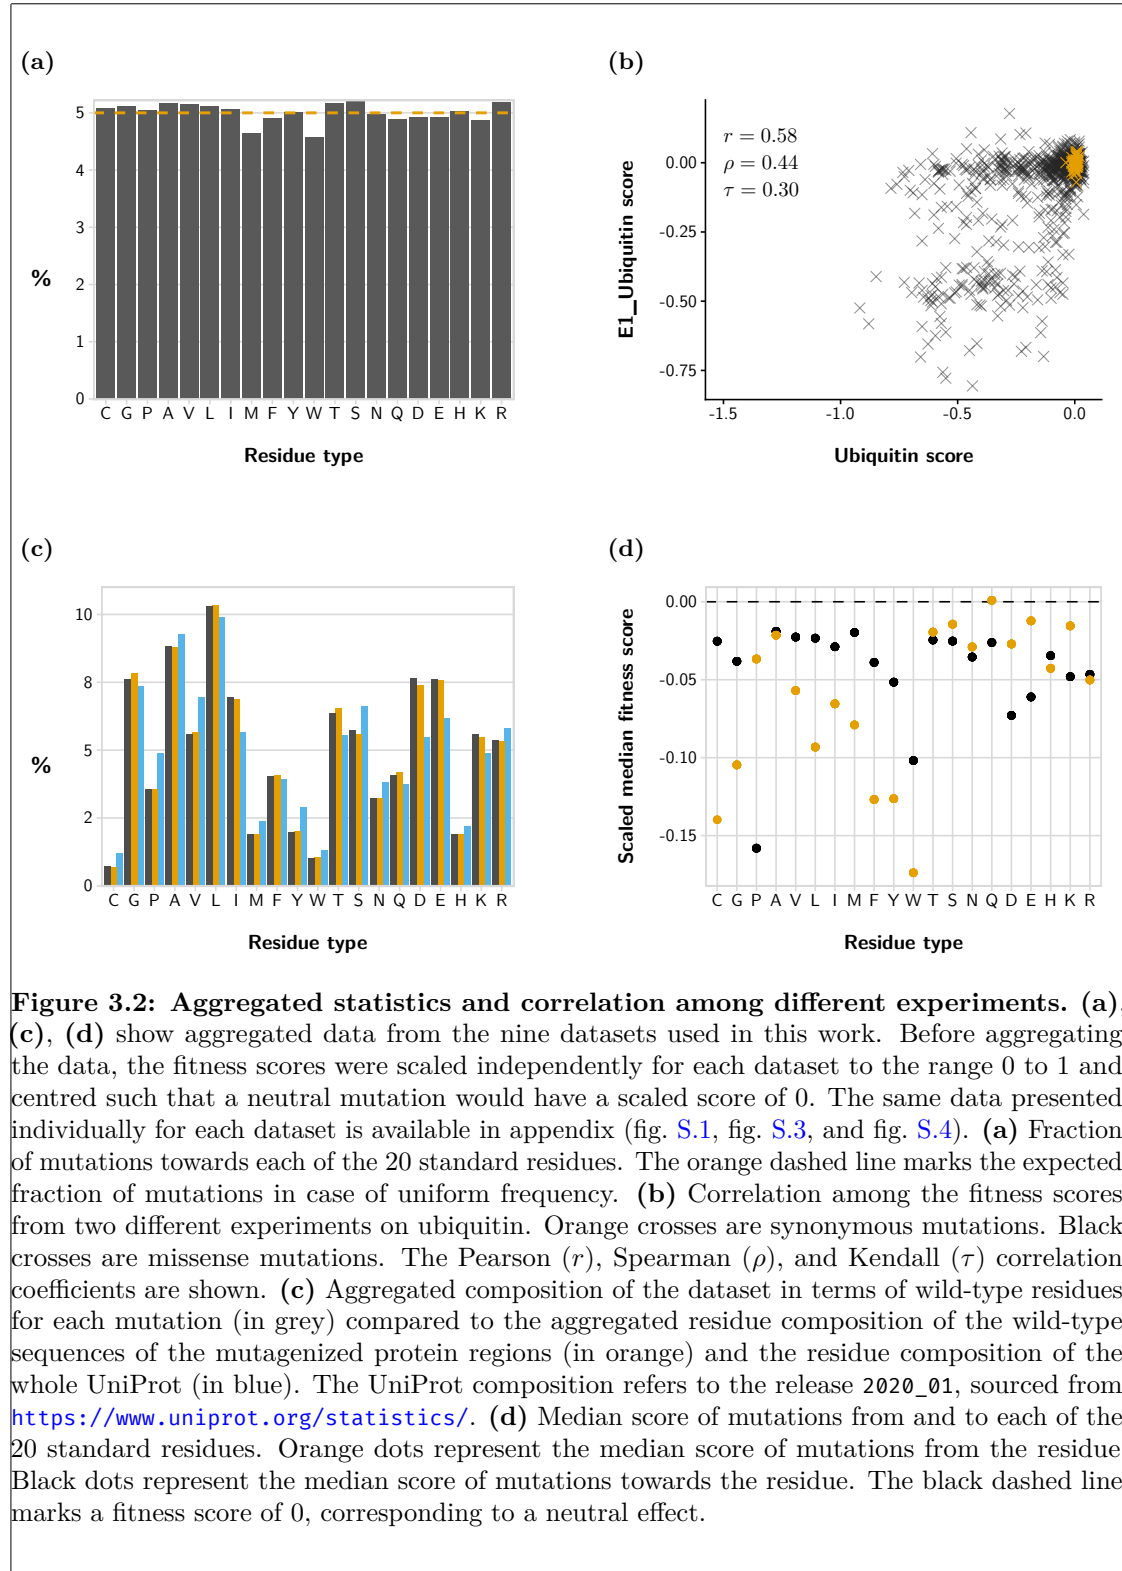 (a)
%
5
4
3
2
1
0
C G P A V L I M F Y W T S N Q D E H K R
Residue type
(b)
E1_Ubiquitin score
0.00
-0.25
-0.50
-0.75
r = 0.58
ρ = 0.44
τ = 0.30
-1.5 -1.0 -0.5 0.0
Ubiquitin score
(c)
%
10
8
5
2
0
C G P A V L I M F Y W T S N Q D E H K R
Residue type
(d)
Scaled median fitness score
0.00
-0.05
-0.10
-0.15
C G P A V L I M F Y W T S N Q D E H K R
Residue type
Figure 3.2: Aggregated statistics and correlation among different experiments. (a),
(c), (d) show aggregated data from the nine datasets used in this work. Before aggregating
the data, the fitness scores were scaled independently for each dataset to the range 0 to 1 and
centred such that a neutral mutation would have a scaled score of 0. The same data presented
individually for each dataset is available in appendix (fig. S.1, fig. S.3, and fig. S.4). (a) Fraction
of mutations towards each of the 20 standard residues. The orange dashed line marks the expected
fraction of mutations in case of uniform frequency. (b) Correlation among the fitness scores
from two different experiments on ubiquitin. Orange crosses are synonymous mutations. Black
crosses are missense mutations. The Pearson (r), Spearman (ρ), and Kendall (τ) correlation
coefficients are shown. (c) Aggregated composition of the dataset in terms of wild-type residues
for each mutation (in grey) compared to the aggregated residue composition of the wild-type
sequences of the mutagenized protein regions (in orange) and the residue composition of the
whole UniProt (in blue). The UniProt composition refers to the release 2020_01, sourced from
https://www.uniprot.org/statistics/. (d) Median score of mutations from and to each of the
20 standard residues. Orange dots represent the median score of mutations from the residue
Black dots represent the median score of mutations towards the residue. The black dashed line
marks a fitness score of 0, corresponding to a neutral effect.